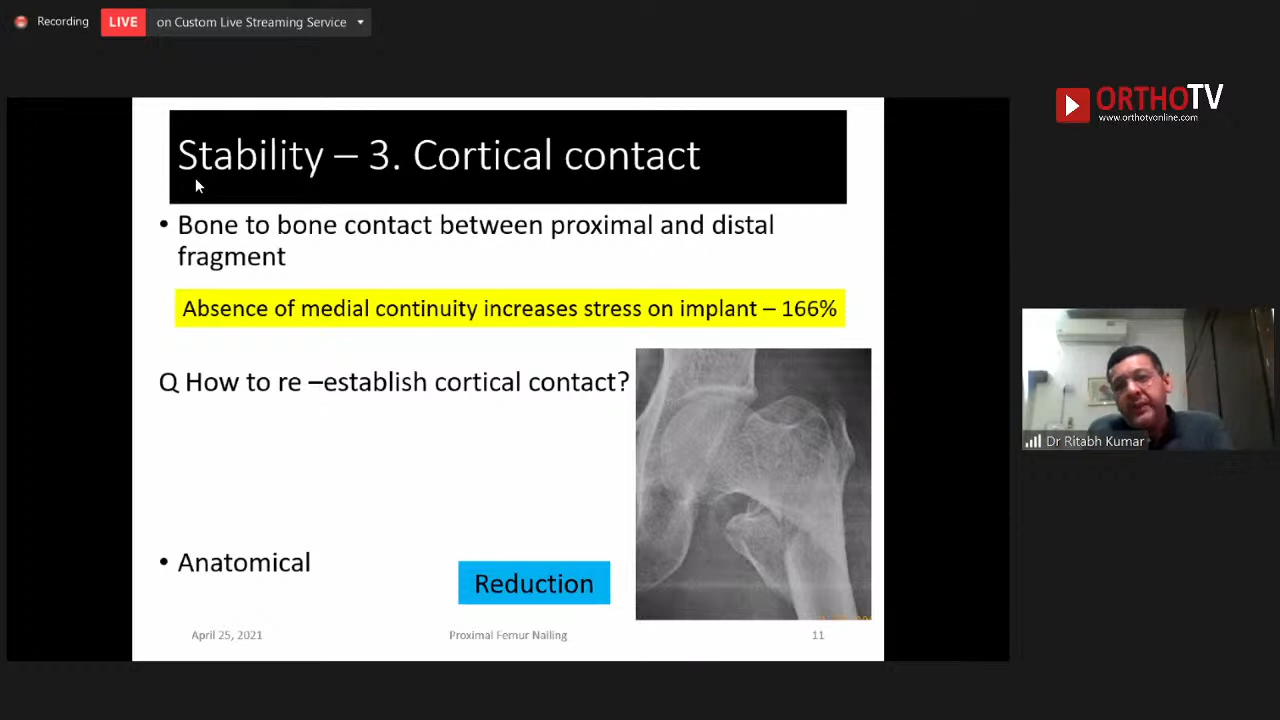 Recording
LIVE
on Custom Live Streaming Service
ORTHOTV
www.orthotvonline.com
Stability – 3. Cortical contact
• Bone to bone contact between proximal and distal
fragment
Absence of medial continuity increases stress on implant – 166%
Q How to re –establish cortical contact?
Dr Ritabh Kumar
• Anatomical
Reduction
April 25, 2021
Proximal Femur Nailing
11